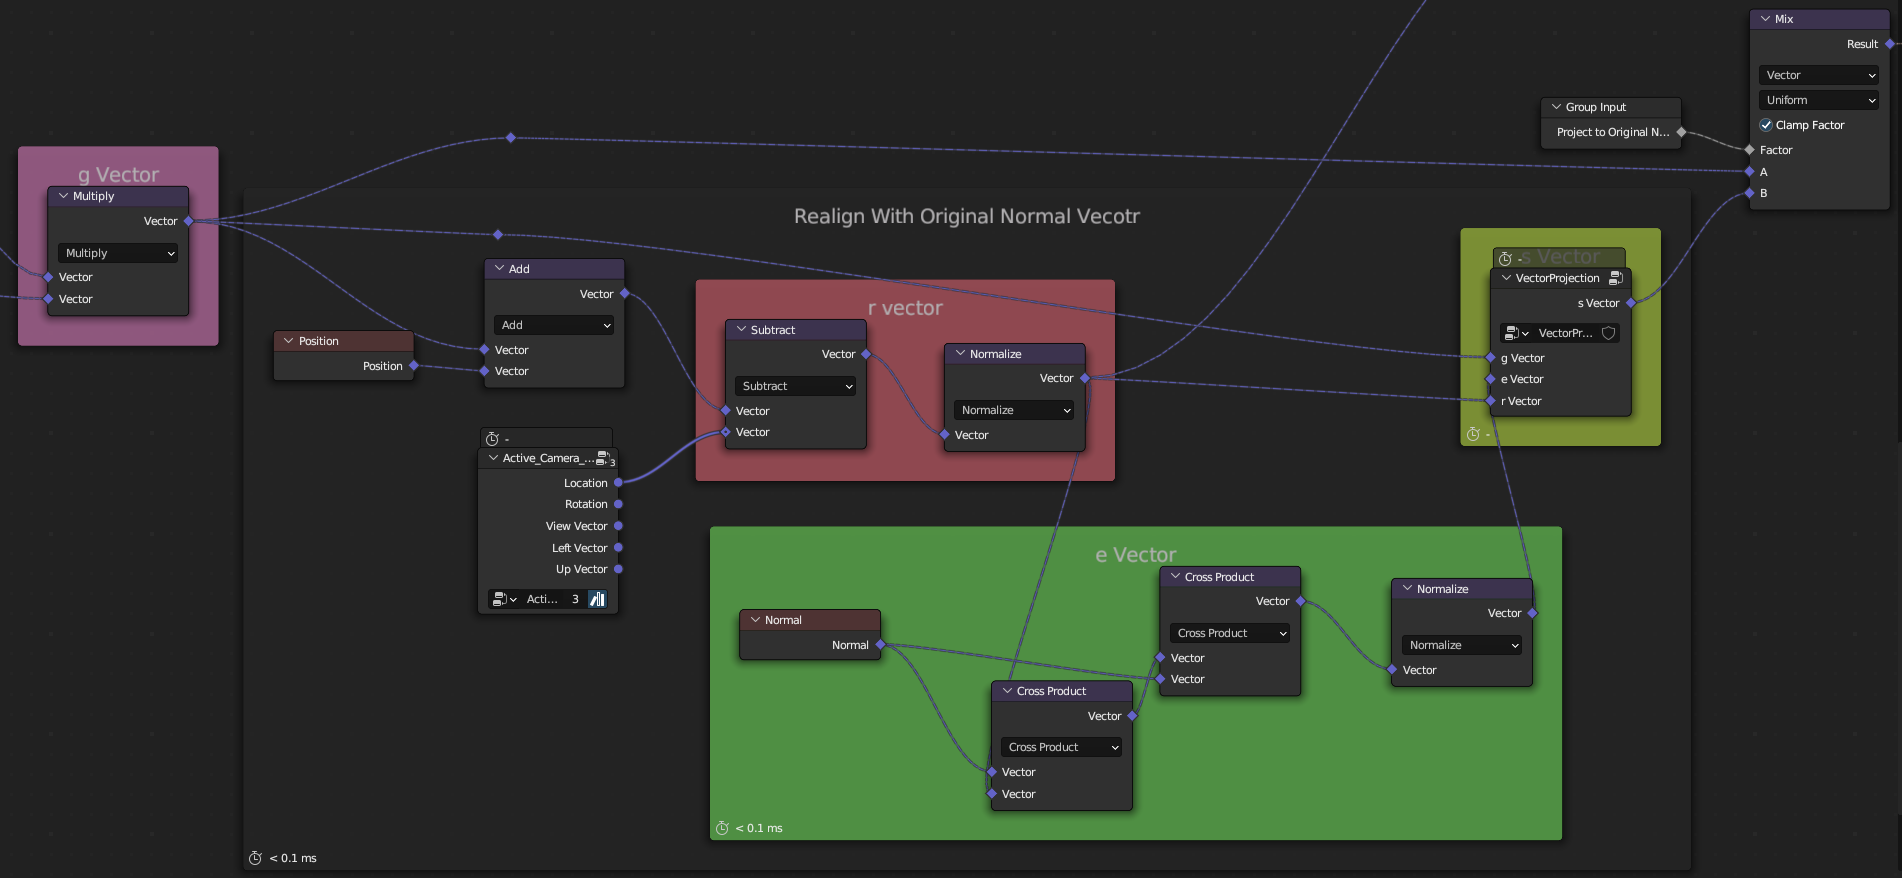 Mix
Result
Vector
Uniform
Clamp Factor
Factor
A
B
Group Input
Project to Original N...
g Vector
Multiply
Vector
Multiply
Vector
Vector
Realign With Original Normal Vecotr
Position
Position
Add
Vector
Add
Vector
Vector
-
Active_Camera_...
3
Location
Rotation
View Vector
Left Vector
Up Vector
Acti...
3
r vector
Subtract
Vector
Subtract
Vector
Vector
Normalize
Vector
Normalize
Vector
s Vector
-
VectorProjection
s Vector
VectorPr...
g Vector
e Vector
r Vector
-
e Vector
Normal
Normal
Cross Product
Vector
Cross Product
Vector
Vector
Cross Product
Vector
Cross Product
Vector
Vector
Normalize
Vector
Normalize
Vector
< 0.1 ms
< 0.1 ms